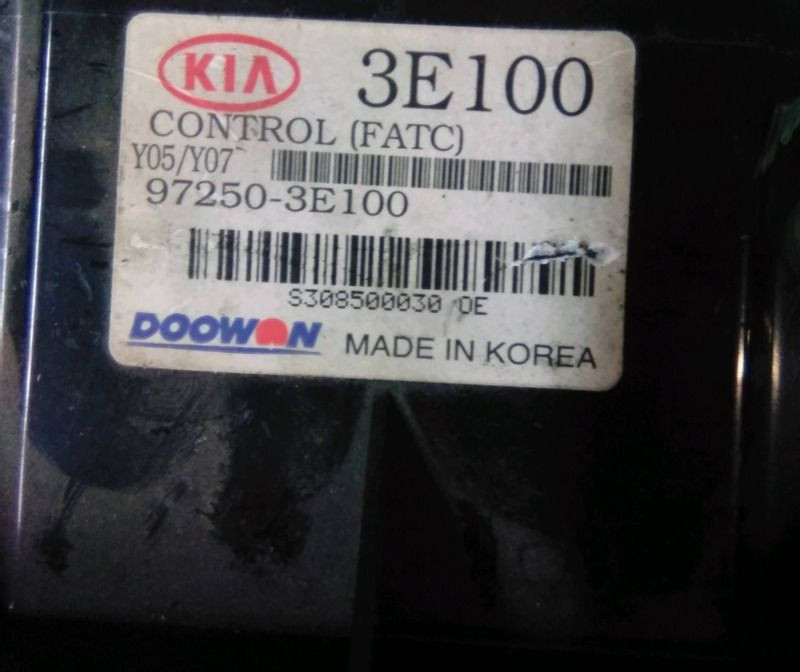 KIA 3E100
CONTROL (FATC)
Y05/Y07
97250-3E100
S308500030 0E
DOOWON
MADE IN KOREA